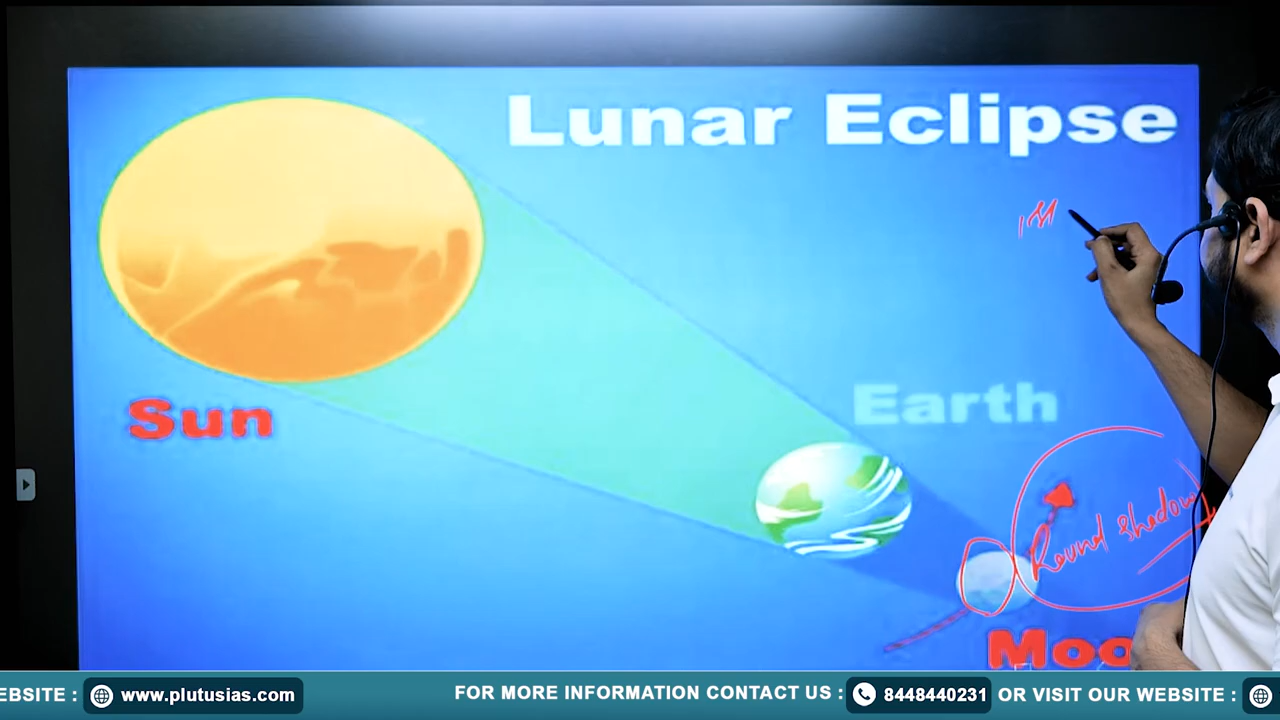 Lunar Eclipse
Sun
Earth
Round shadow
Moo
EBSITE : www.plutusias.com FOR MORE INFORMATION CONTACT US : 8448440231 OR VISIT OUR WEBSITE :